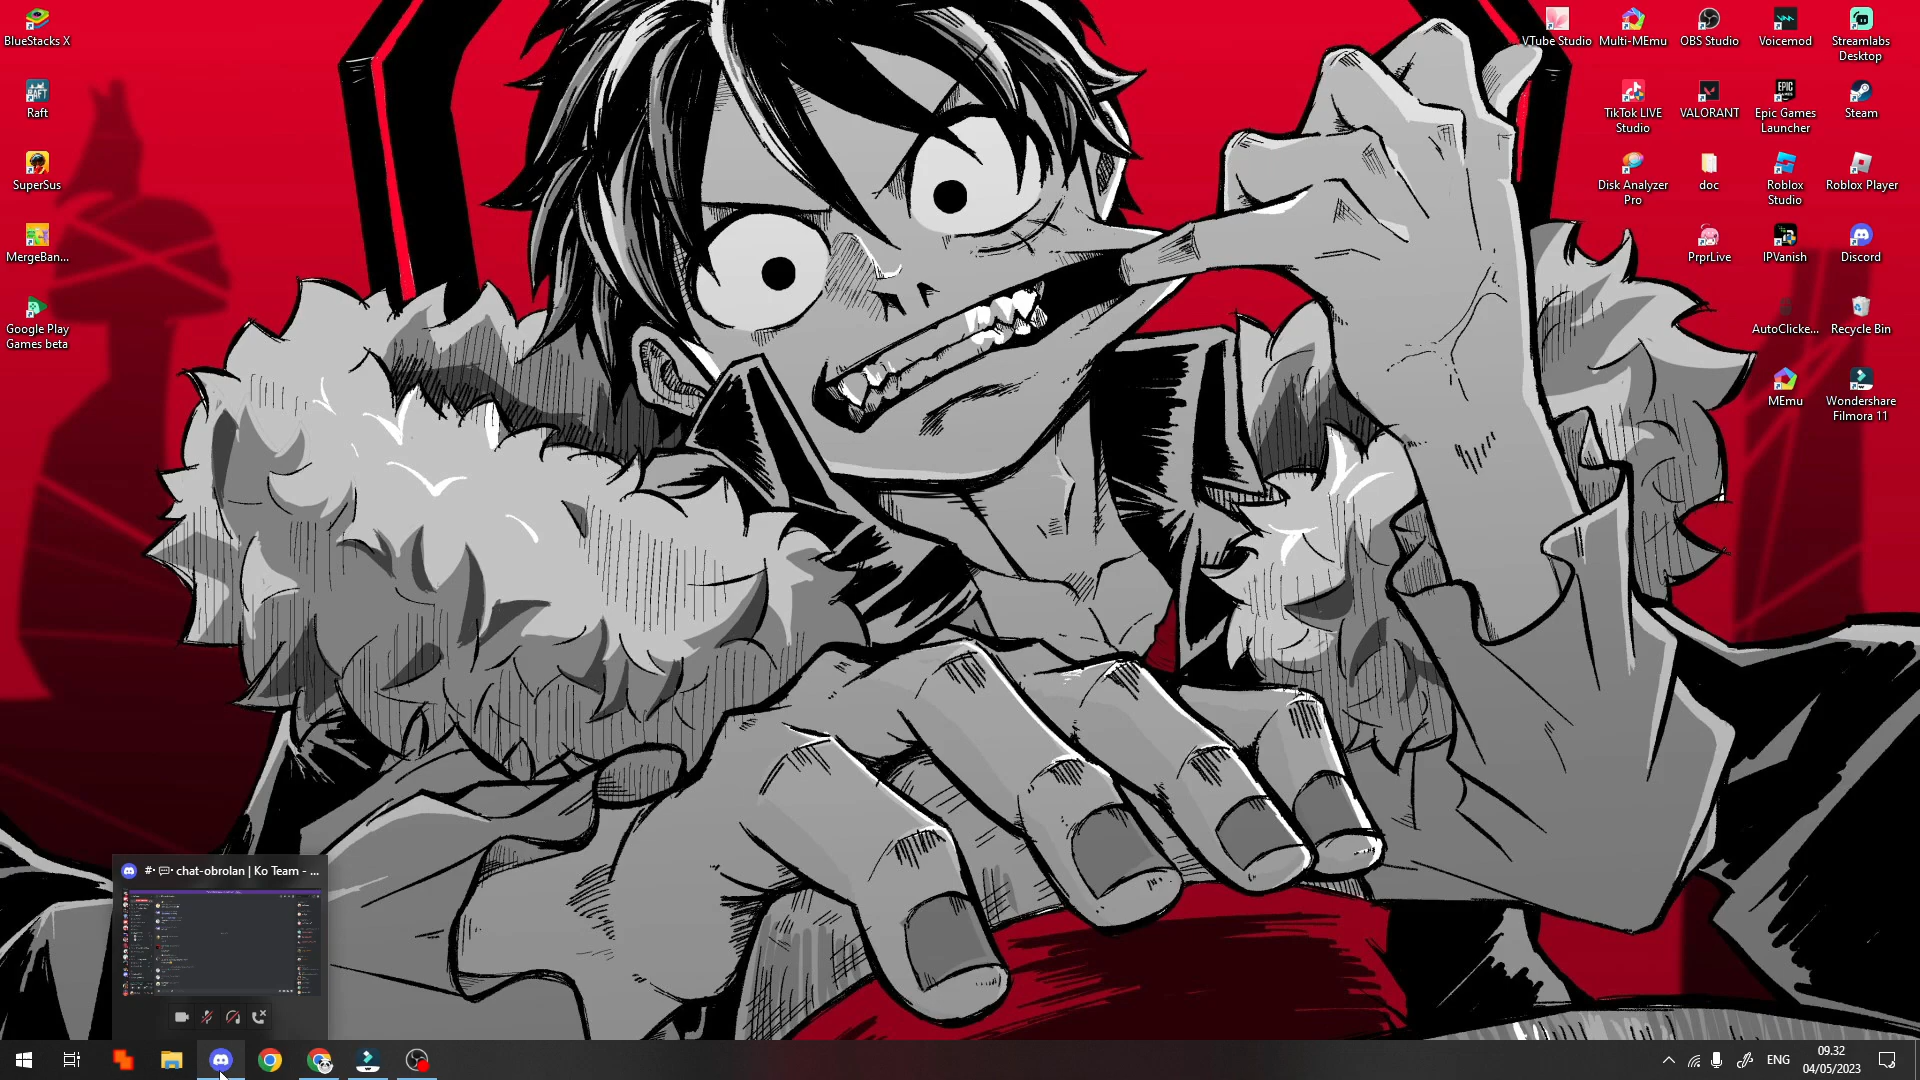 BlueStacks X
Raft
SuperSus
MergeBan...
Google Play
Games beta
VTube Studio
Multi-MEmu
OBS Studio
Voicemod
Streamlabs
Desktop
TikTok LIVE
Studio
VALORANT
Epic Games
Launcher
Steam
Disk Analyzer
Pro
doc
Roblox
Studio
Roblox Player
PrprLive
IPVanish
Discord
AutoClicke...
Recycle Bin
MEmu
Wondershare
Filmora 11
chat-obrolan | Ko Team - ...
ENG
09.32
04/05/2023